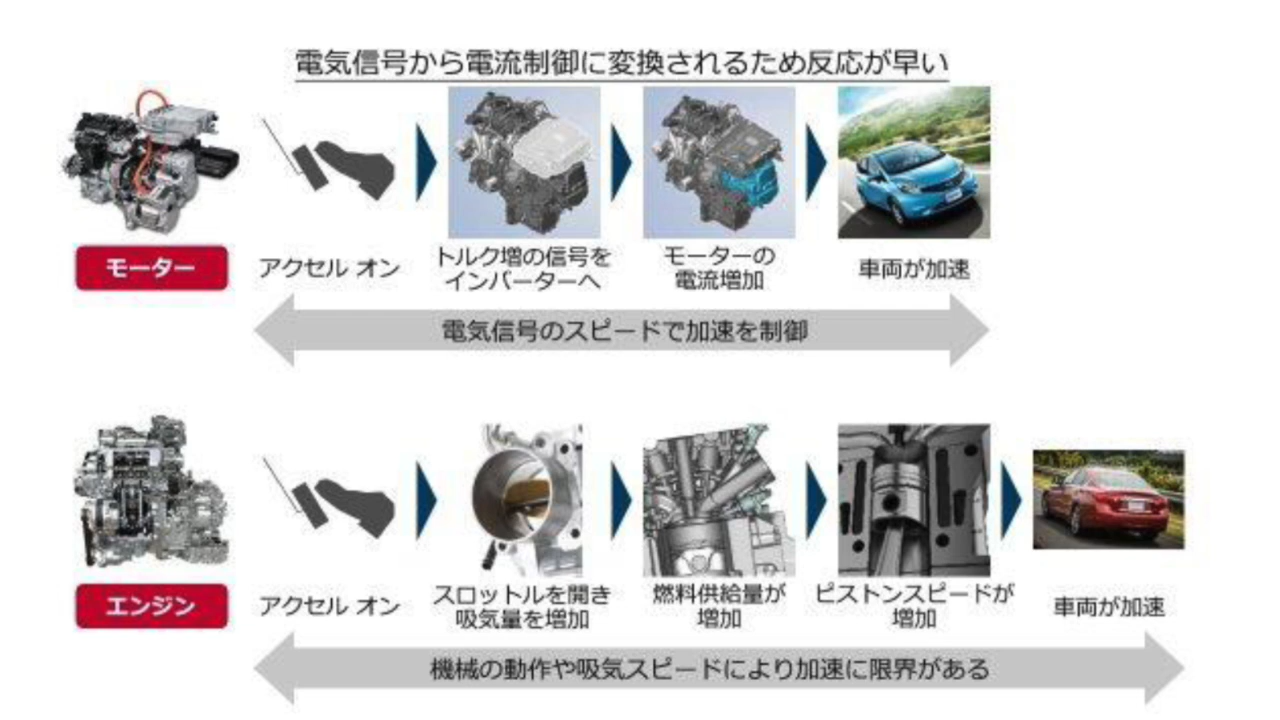 電気信号から電流制御に変換されるため反応が早い
モーター
アクセル オン
トルク増の信号を
インバーターへ
モーターの
電流増加
車両が加速
電気信号のスピードで加速を制御
エンジン
アクセル オン
スロットルを開き
吸気量を増加
燃料供給量が
増加
ピストンスピードが
増加
車両が加速
機械の動作や吸気スピードにより加速に限界がある